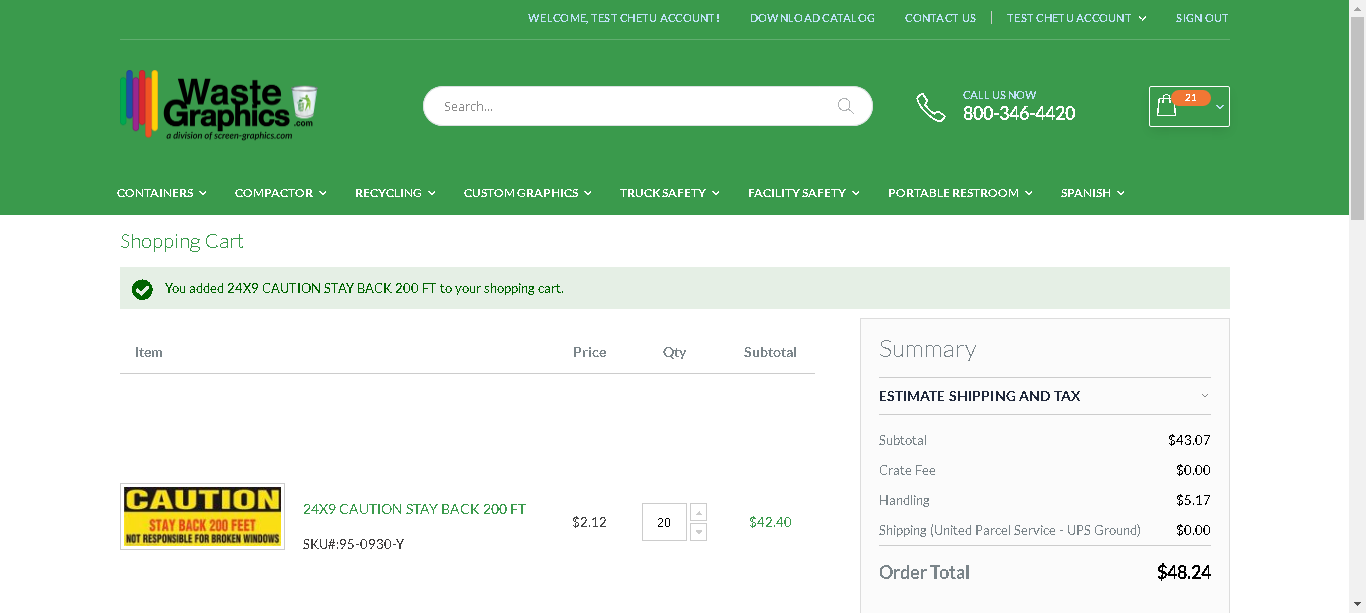 WELCOME, TEST CHETU ACCOUNT! DOWNLOAD CATALOG CONTACT US TEST CHETU ACCOUNT SIGN OUT
Waste
Graphics
.com
a division of screen-graphics.com
Search...
CALL US NOW
800-346-4420
21
CONTAINERS COMPACTOR RECYCLING CUSTOM GRAPHICS TRUCK SAFETY FACILITY SAFETY PORTABLE RESTROOM SPANISH
Shopping Cart
You added 24X9 CAUTION STAY BACK 200 FT to your shopping cart.
Item Price Qty Subtotal
CAUTION
STAY BACK 200 FEET
NOT RESPONSIBLE FOR BROKEN WINDOWS
24X9 CAUTION STAY BACK 200 FT
SKU#:95-0930-Y
$2.12 20 $42.40
Summary
ESTIMATE SHIPPING AND TAX
Subtotal $43.07
Crate Fee $0.00
Handling $5.17
Shipping (United Parcel Service - UPS Ground) $0.00
Order Total $48.24